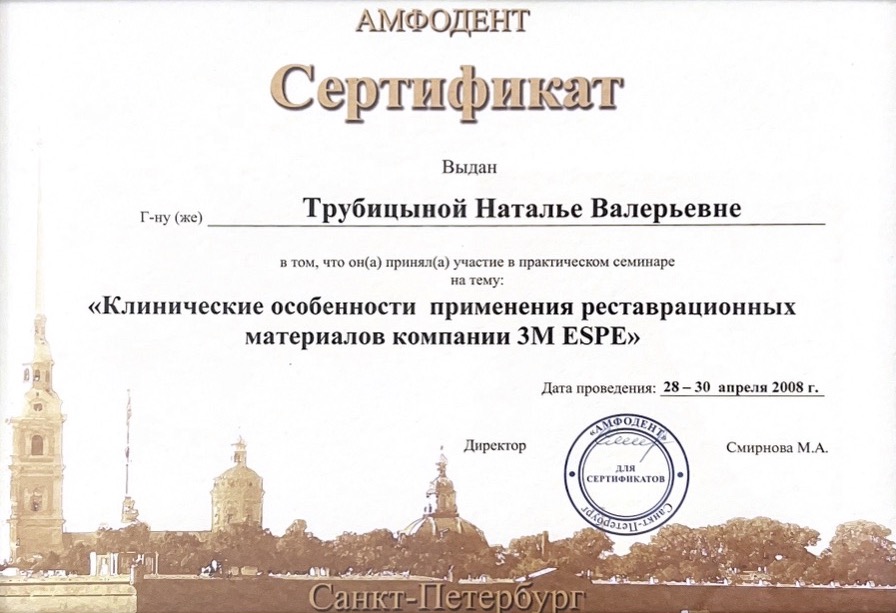 АМФОДЕНТ
Сертификат
Выдан
Г-ну (же) Трубицыной Наталье Валерьевне
в том, что он(а) принял(а) участие в практическом семинаре
на тему:
«Клинические особенности применения реставрационных
материалов компании 3М ESPE»
Дата проведения: 28 – 30 апреля 2008 г.
Директор
Смирнова М.А.
«АМФОДЕНТ»
ДЛЯ
СЕРТИФИКАТОВ
Санкт-Петербург
Санкт-Петербург